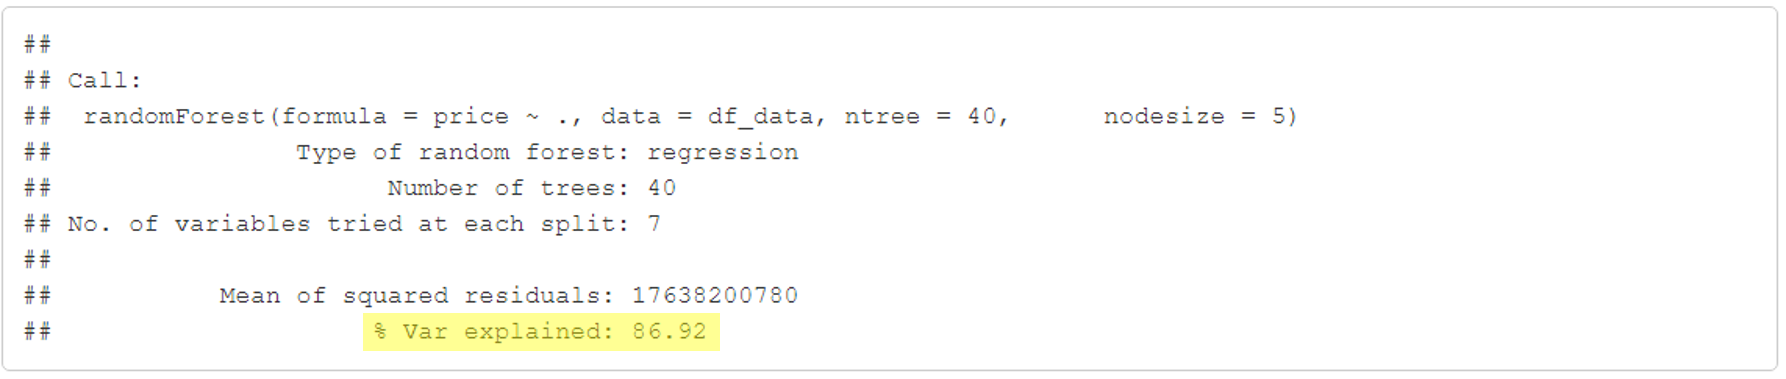 ##
## Call:
##  randomForest(formula = price ~ ., data = df_data, ntree = 40,      nodesize = 5)
##                Type of random forest: regression
##                      Number of trees: 40
## No. of variables tried at each split: 7
##
##           Mean of squared residuals: 17638200780
##                     % Var explained: 86.92